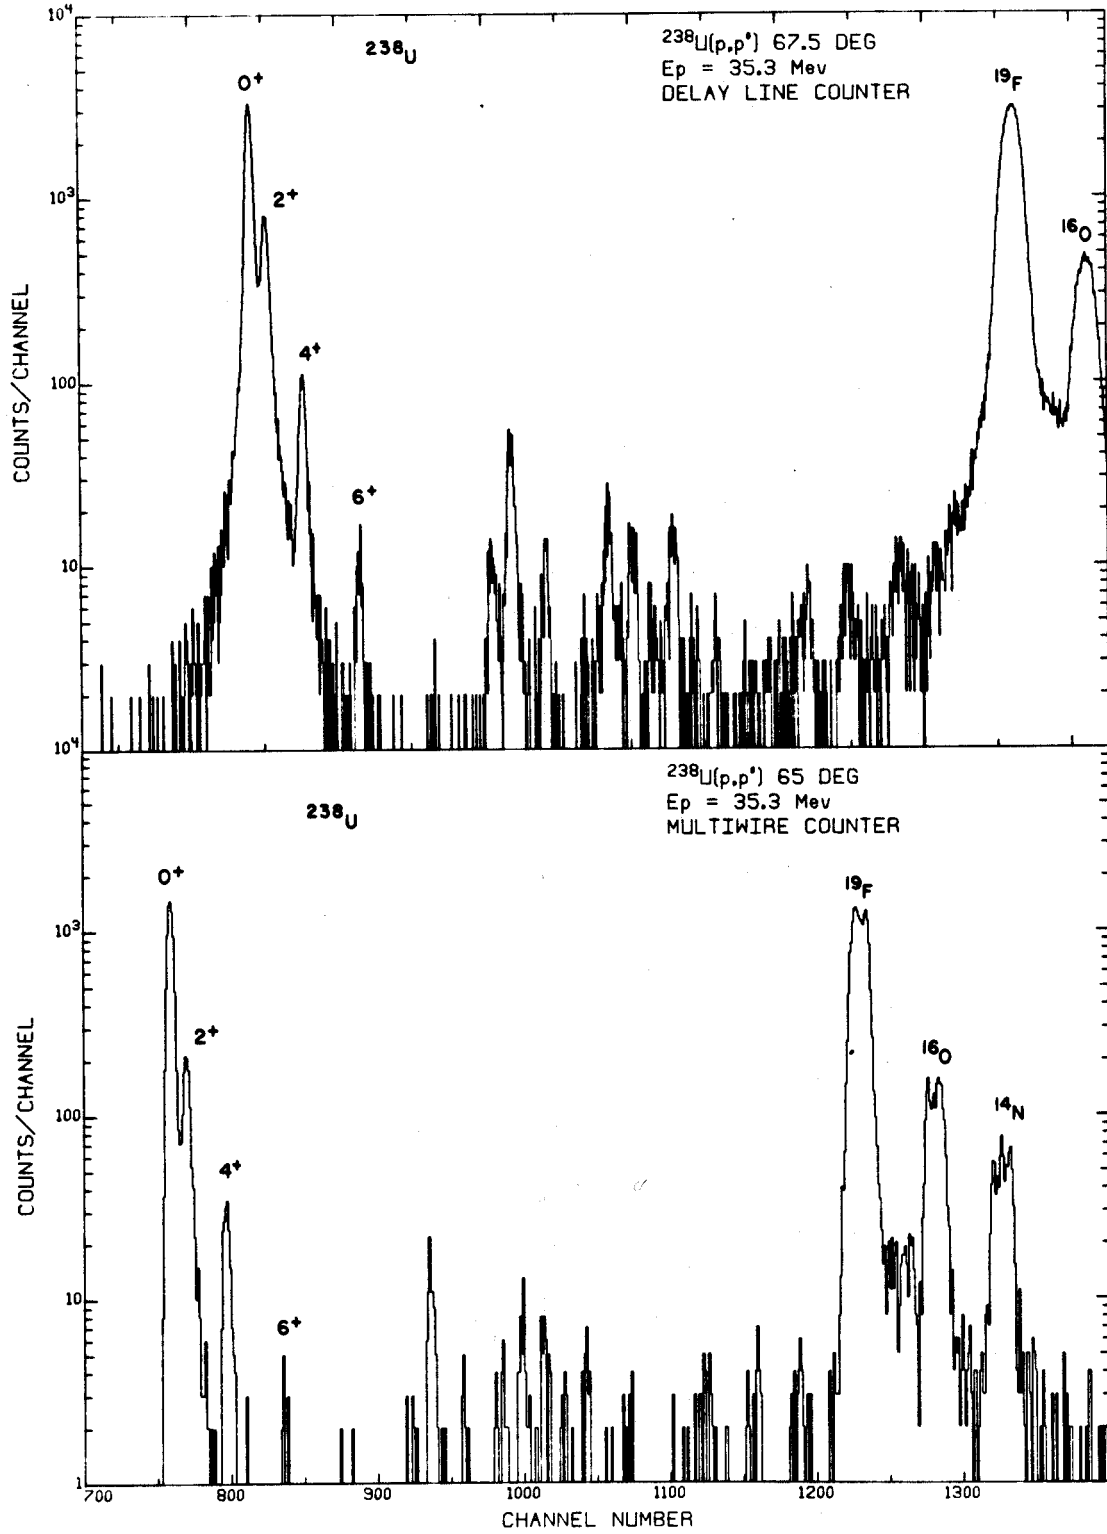 10⁴
²³⁸U
²³⁸U(p,p') 67.5 DEG
Ep = 35.3 Mev
DELAY LINE COUNTER
0⁺
¹⁹F
10³
2⁺
¹⁶O
4⁺
100
6⁺
10
COUNTS/CHANNEL
10⁴
²³⁸U
²³⁸U(p,p') 65 DEG
Ep = 35.3 Mev
MULTIWIRE COUNTER
0⁺
¹⁹F
10³
2⁺
¹⁶O
100
¹⁴N
4⁺
10
6⁺
1
COUNTS/CHANNEL
700 800 900 1000 1100 1200 1300
CHANNEL NUMBER